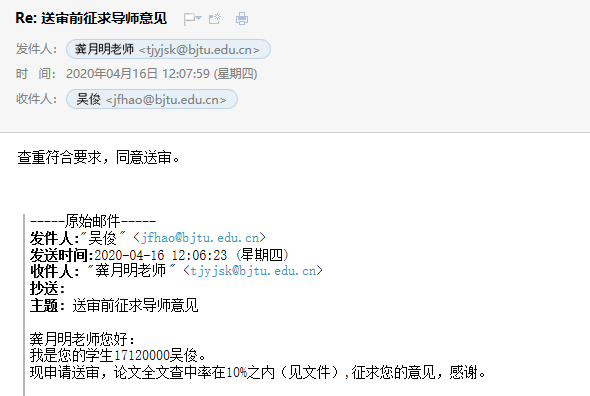 Re: 送审前征求导师意见
发件人： 龚月明老师 <tjyjsk@bjtu.edu.cn>
时 间： 2020年04月16日 12:07:59 (星期四)
收件人： 吴俊 <jfhao@bjtu.edu.cn>
查重符合要求，同意送审。
-----原始邮件-----
发件人:"吴俊" <jfhao@bjtu.edu.cn>
发送时间:2020-04-16 12:06:23 (星期四)
收件人: "龚月明老师" <tjyjsk@bjtu.edu.cn>
抄送:
主题: 送审前征求导师意见
龚月明老师您好：
我是您的学生17120000吴俊。
现申请送审，论文全文查中率在10%之内（见文件）,征求您的意见，感谢。